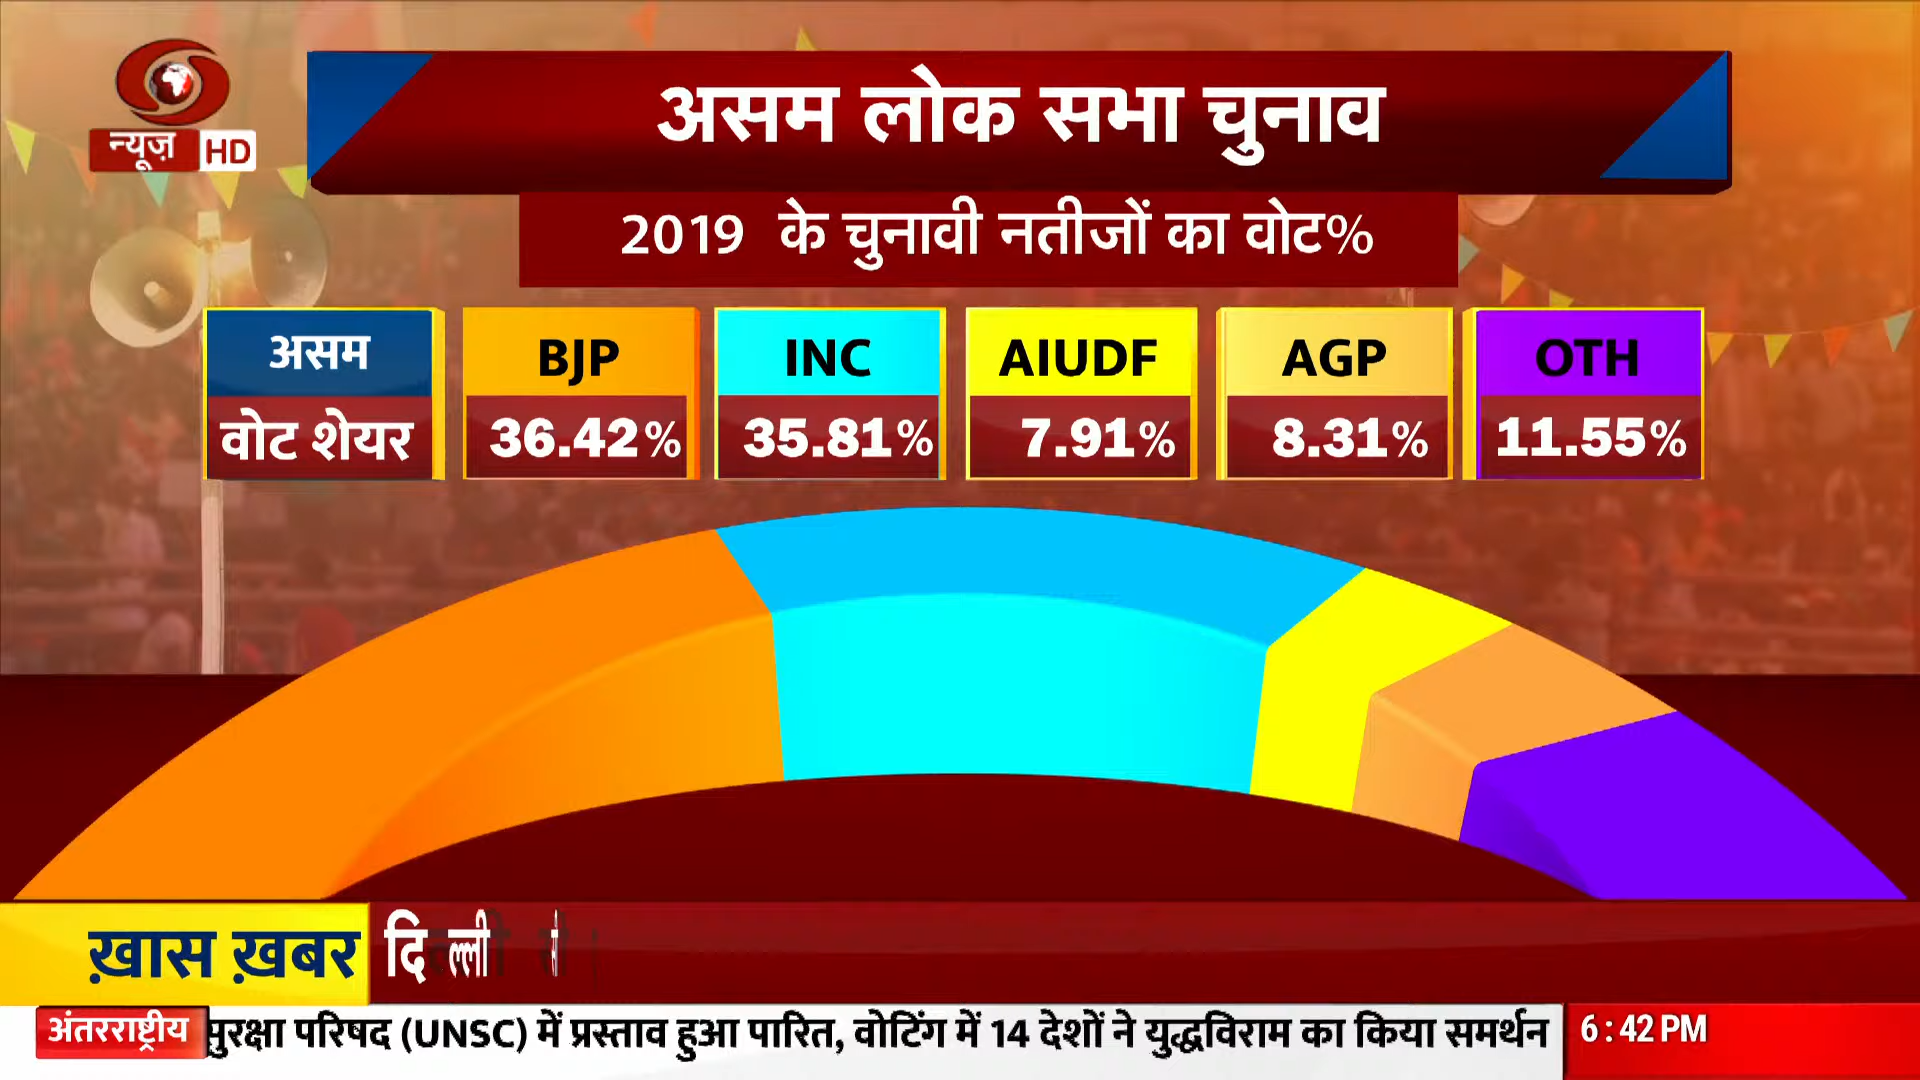 न्यूज़ HD
असम लोक सभा चुनाव
2019 के चुनावी नतीजों का वोट%
असम BJP INC AIUDF AGP OTH
वोट शेयर 36.42% 35.81% 7.91% 8.31% 11.55%
ख़ास ख़बर दिल्ली
अंतरराष्ट्रीय सुरक्षा परिषद (UNSC) में प्रस्ताव हुआ पारित, वोटिंग में 14 देशों ने युद्धविराम का किया समर्थन 6:42 PM